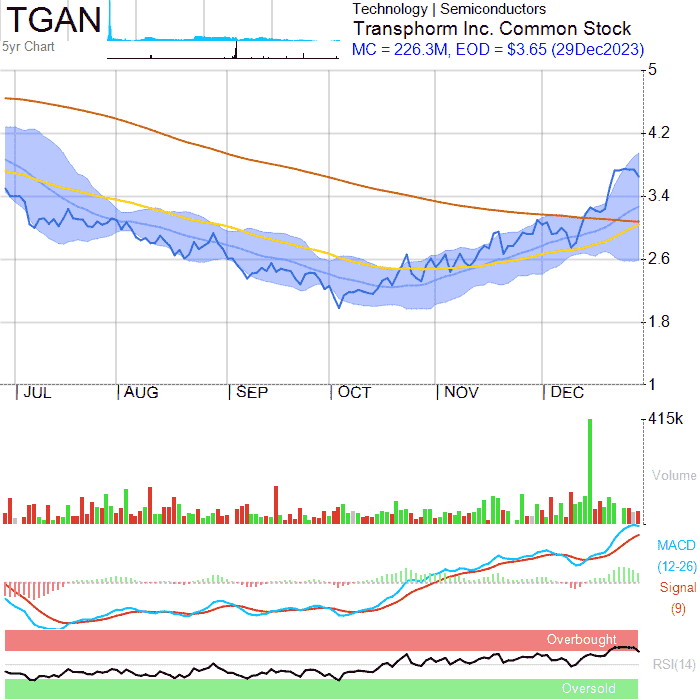 TGAN
5yr Chart
Technology | Semiconductors
Transphorm Inc. Common Stock
MC = 226.3M, EOD = $3.65 (29Dec2023)
5
4.2
3.4
2.6
1.8
1
JUL AUG SEP OCT NOV DEC
415k
Volume
MACD
(12-26)
Signal
(9)
Overbought
RSI(14)
Oversold